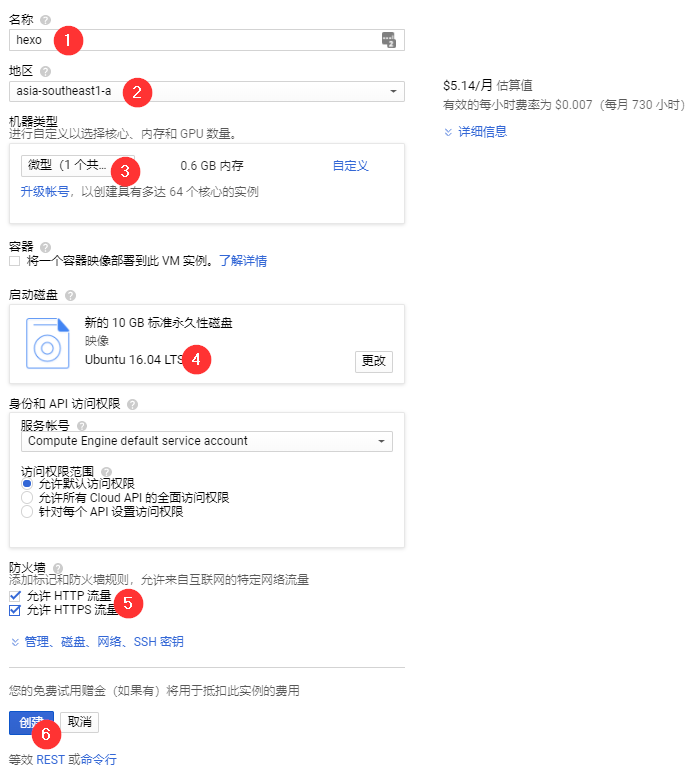 名称
hexo 1
地区
asia-southeast1-a 2
$5.14/月 估算值
有效的每小时费率为 $0.007（每月 730 小时）
详细信息
机器类型
进行自定义以选择核心、内存和 GPU 数量。
微型（1 个共... 3 0.6 GB 内存 自定义
升级帐号，以创建具有多达 64 个核心的实例
容器
将一个容器映像部署到此 VM 实例。了解详情
启动磁盘
新的 10 GB 标准永久性磁盘
映像
Ubuntu 16.04 LTS 4
更改
身份和 API 访问权限
服务帐号
Compute Engine default service account
访问权限范围
允许默认访问权限
允许所有 Cloud API 的全面访问权限
针对每个 API 设置访问权限
防火墙
添加标记和防火墙规则，允许来自互联网的特定网络流量
允许 HTTP 流量
允许 HTTPS 流量 5
管理、磁盘、网络、SSH 密钥
您的免费试用赠金（如果有）将用于抵扣此实例的费用
创建 6 取消
等效 REST 或命令行